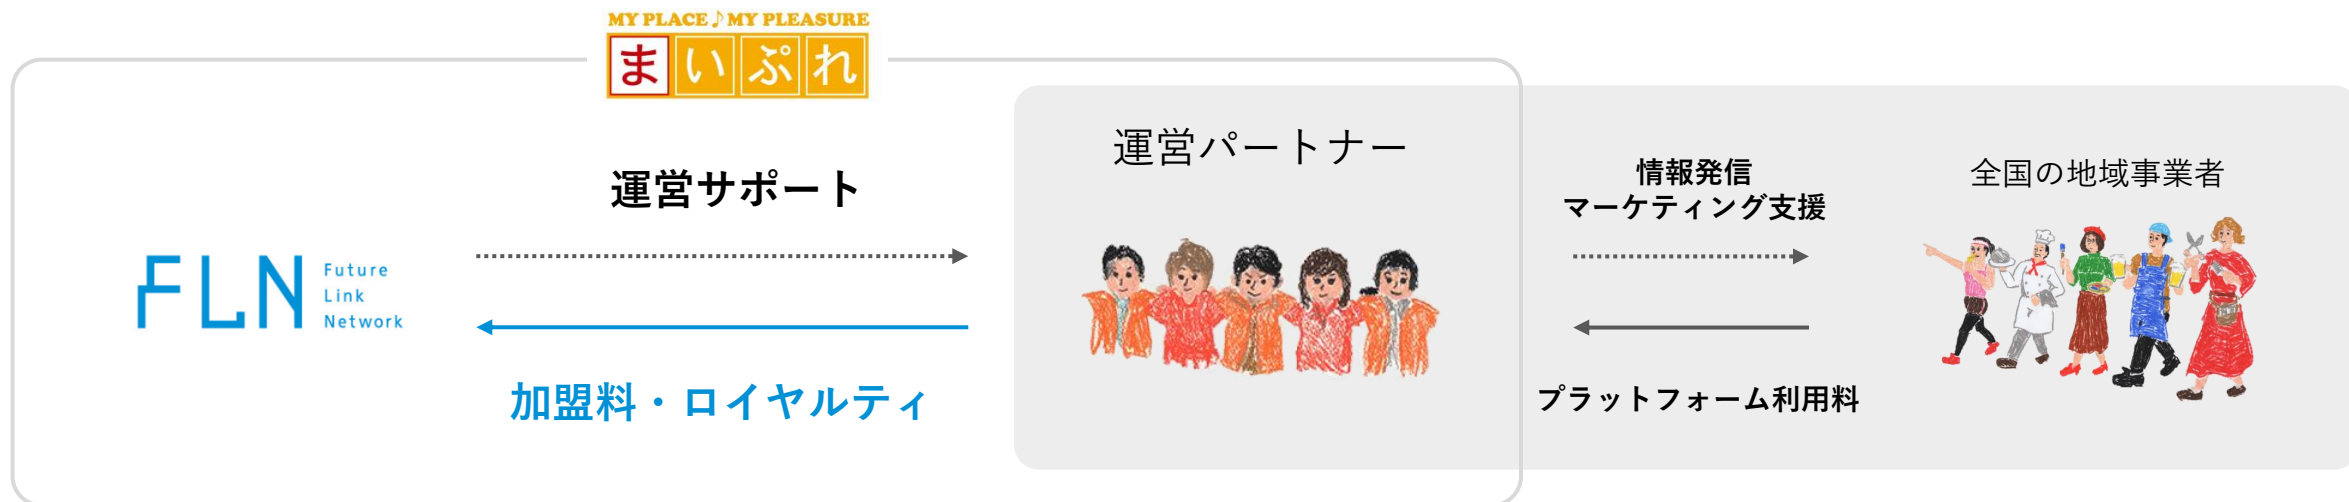 MY PLACE♪MY PLEASURE
まいぷれ
運営サポート
FLN
Future
Link
Network
加盟料・ロイヤルティ
運営パートナー
情報発信
マーケティング支援
プラットフォーム利用料
全国の地域事業者